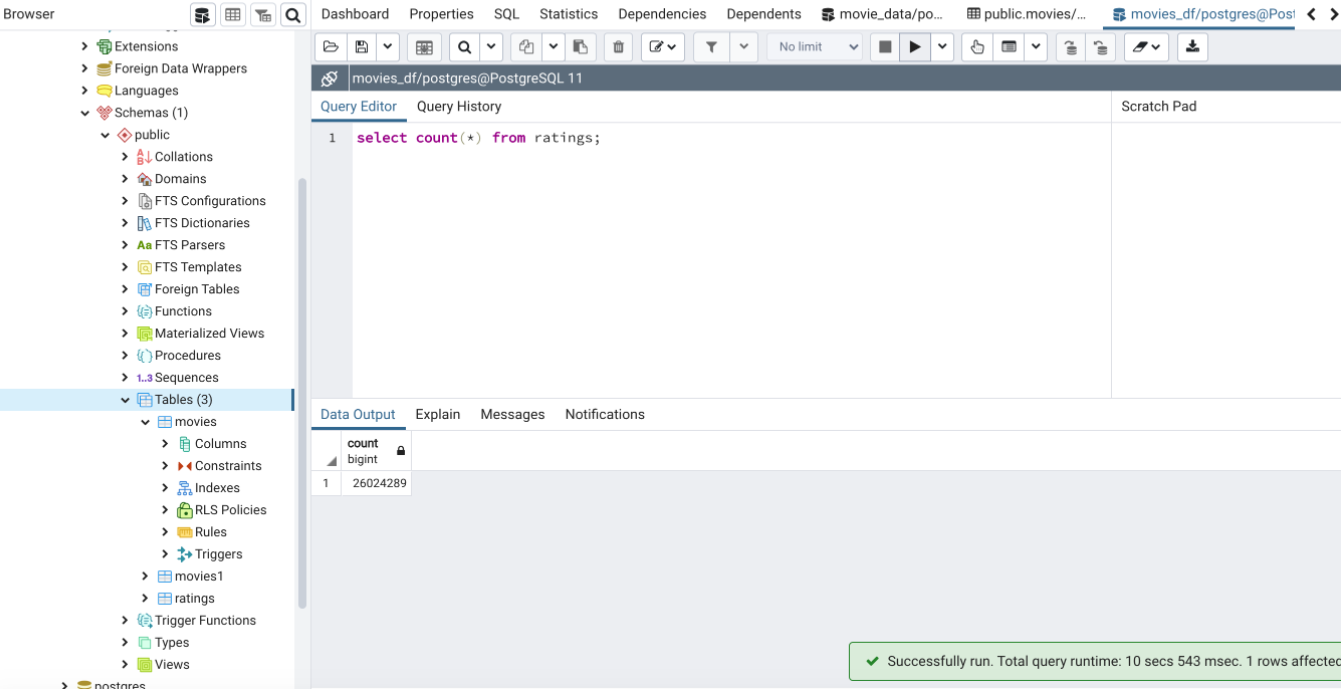 Browser
Extensions
Foreign Data Wrappers
Languages
Schemas (1)
public
Collations
Domains
FTS Configurations
FTS Dictionaries
Aa FTS Parsers
FTS Templates
Foreign Tables
Functions
Materialized Views
Procedures
1..3 Sequences
Tables (3)
movies
Columns
Constraints
Indexes
RLS Policies
Rules
Triggers
movies1
ratings
Trigger Functions
Types
Views
postgres
Dashboard Properties SQL Statistics Dependencies Dependents movie_data/po... public.movies/... movies_df/postgres@Post
No limit
movies_df/postgres@PostgreSQL 11
Query Editor Query History Scratch Pad
1 select count(*) from ratings;
Data Output Explain Messages Notifications
count
bigint
1 26024289
Successfully run. Total query runtime: 10 secs 543 msec. 1 rows affected